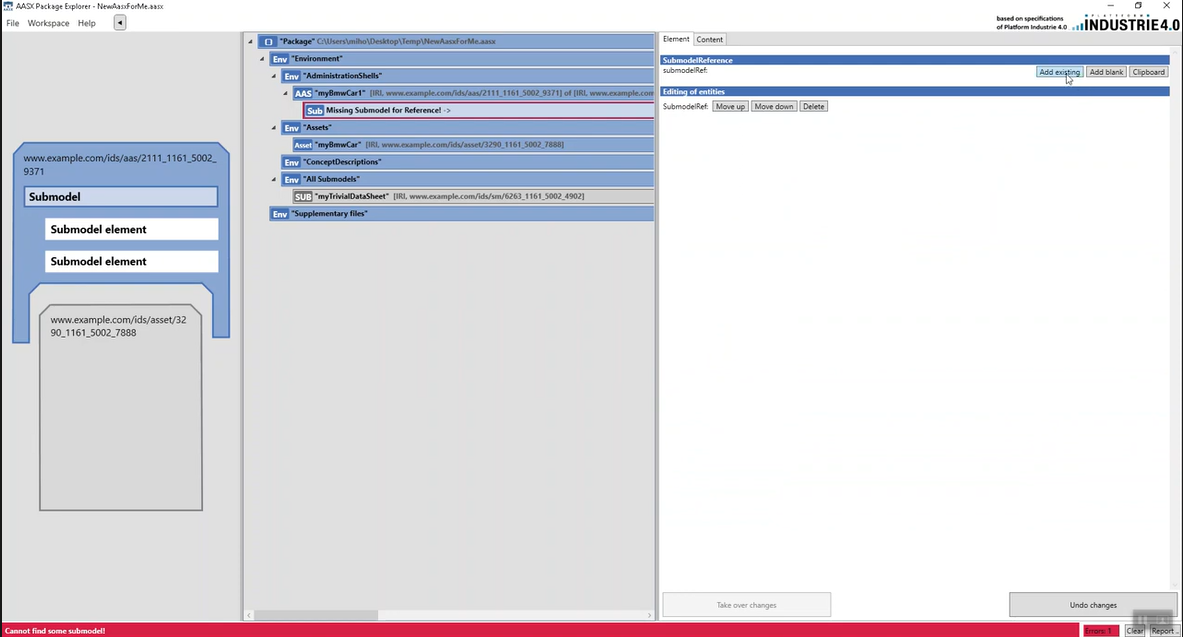 AASX Package Explorer - NewAasxForMe.aasx
File Workspace Help
based on specifications
of Platform Industrie 4.0
PLATTFORM
INDUSTRIE4.0
www.example.com/ids/aas/2111_1161_5002_
9371
Submodel
Submodel element
Submodel element
www.example.com/ids/asset/32
90_1161_5002_7888
"Package" C:\Users\miho\Desktop\Temp\NewAasxForMe.aasx
Env "Environment"
Env "AdministrationShells"
AAS "myBmwCar1" [IRI, www.example.com/ids/aas/2111_1161_5002_9371] of [IRI, www.example.com
Sub Missing Submodel for Reference! ->
Env "Assets"
Asset "myBmwCar" [IRI, www.example.com/ids/asset/3290_1161_5002_7888]
Env "ConceptDescriptions"
Env "All Submodels"
SUB "myTrivialDataSheet" [IRI, www.example.com/ids/sm/6263_1161_5002_4902]
Env "Supplementary files"
Element Content
SubmodelReference
submodelRef: Add existing Add blank Clipboard
Editing of entities
SubmodelRef: Move up Move down Delete
Take over changes Undo changes
Cannot find some submodel! Errors: 1 Clear Report..